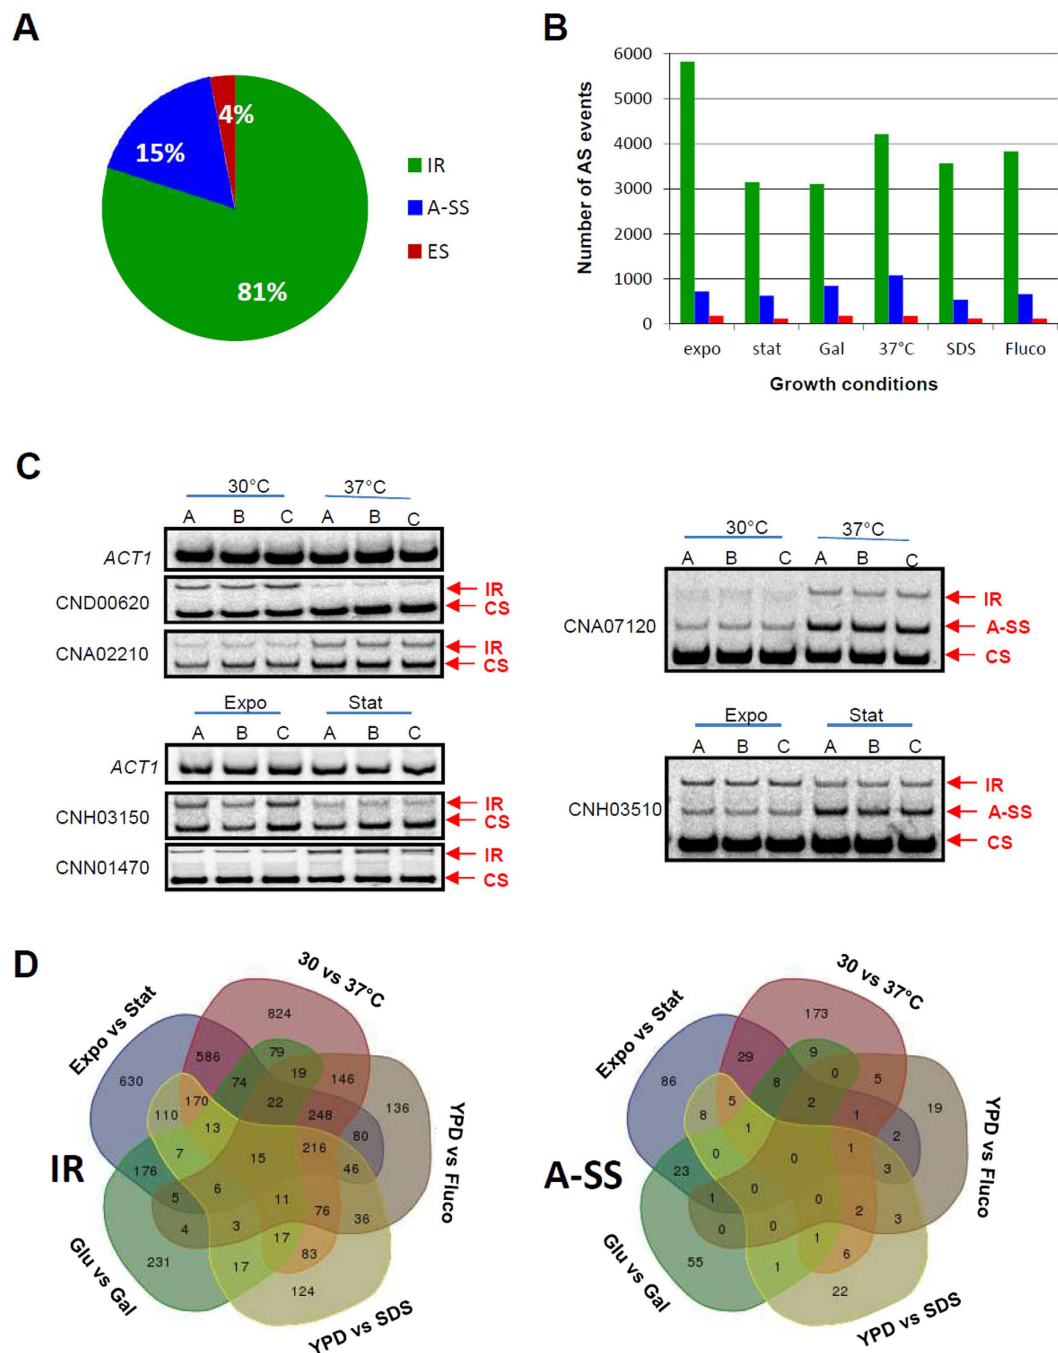 A
4%
15%
81%
IR
A-SS
ES
B
6000
5000
4000
3000
2000
1000
0
Number of AS events
expo stat Gal 37°C SDS Fluco
Growth conditions
C
30°C 37°C
A B C A B C
ACT1
CND00620
IR
CS
CNA02210
IR
CS
Expo Stat
A B C A B C
ACT1
CNH03150
IR
CS
CNN01470
IR
CS
30°C 37°C
A B C A B C
CNA07120
IR
A-SS
CS
Expo Stat
A B C A B C
CNH03510
IR
A-SS
CS
D
IR
Expo vs Stat
30 vs 37°C
YPD vs Fluco
YPD vs SDS
Glu vs Gal
824
586 79
630 74 19 146 136
170 22 248
110 13 216 80
7 15 46
176 6 11
5 76 36
4 3 17
231 17 83
124
A-SS
Expo vs Stat
30 vs 37°C
YPD vs Fluco
YPD vs SDS
Glu vs Gal
173
29 9
86 8 0 5 19
5 2 1
8 1 1 2
0 0 3
23 0 0
1 2 3
0 0 1
55 1 6
22